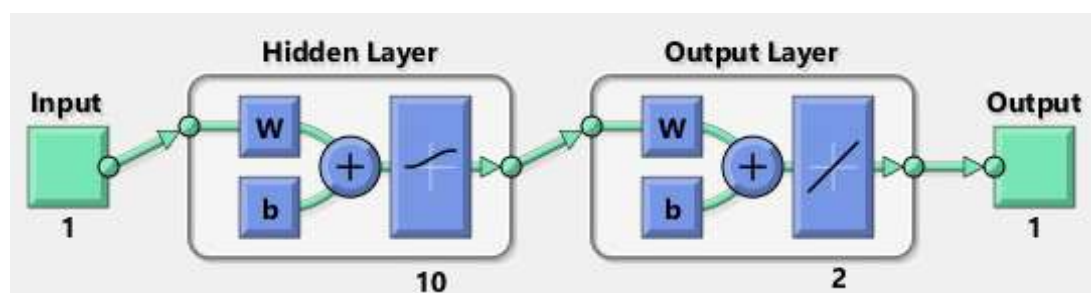 Hidden Layer
Output Layer
Input
Output
W
b
+
W
b
+
1
10
2
1